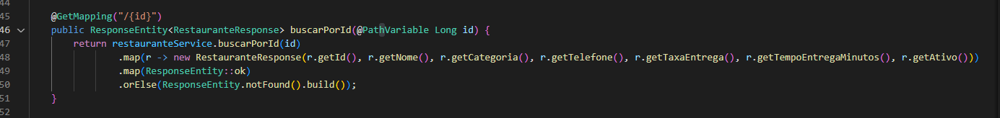 44
45 @GetMapping("/{id}")
46 public ResponseEntity<RestauranteResponse> buscarPorId(@PathVariable Long id) {
47 return restauranteService.buscarPorId(id)
48 .map(r -> new RestauranteResponse(r.getId(), r.getNome(), r.getCategoria(), r.getTelefone(), r.getTaxaEntrega(), r.getTempoEntregaMinutos(), r.getAtivo()))
49 .map(ResponseEntity::ok)
50 .orElse(ResponseEntity.notFound().build());
51 }
52